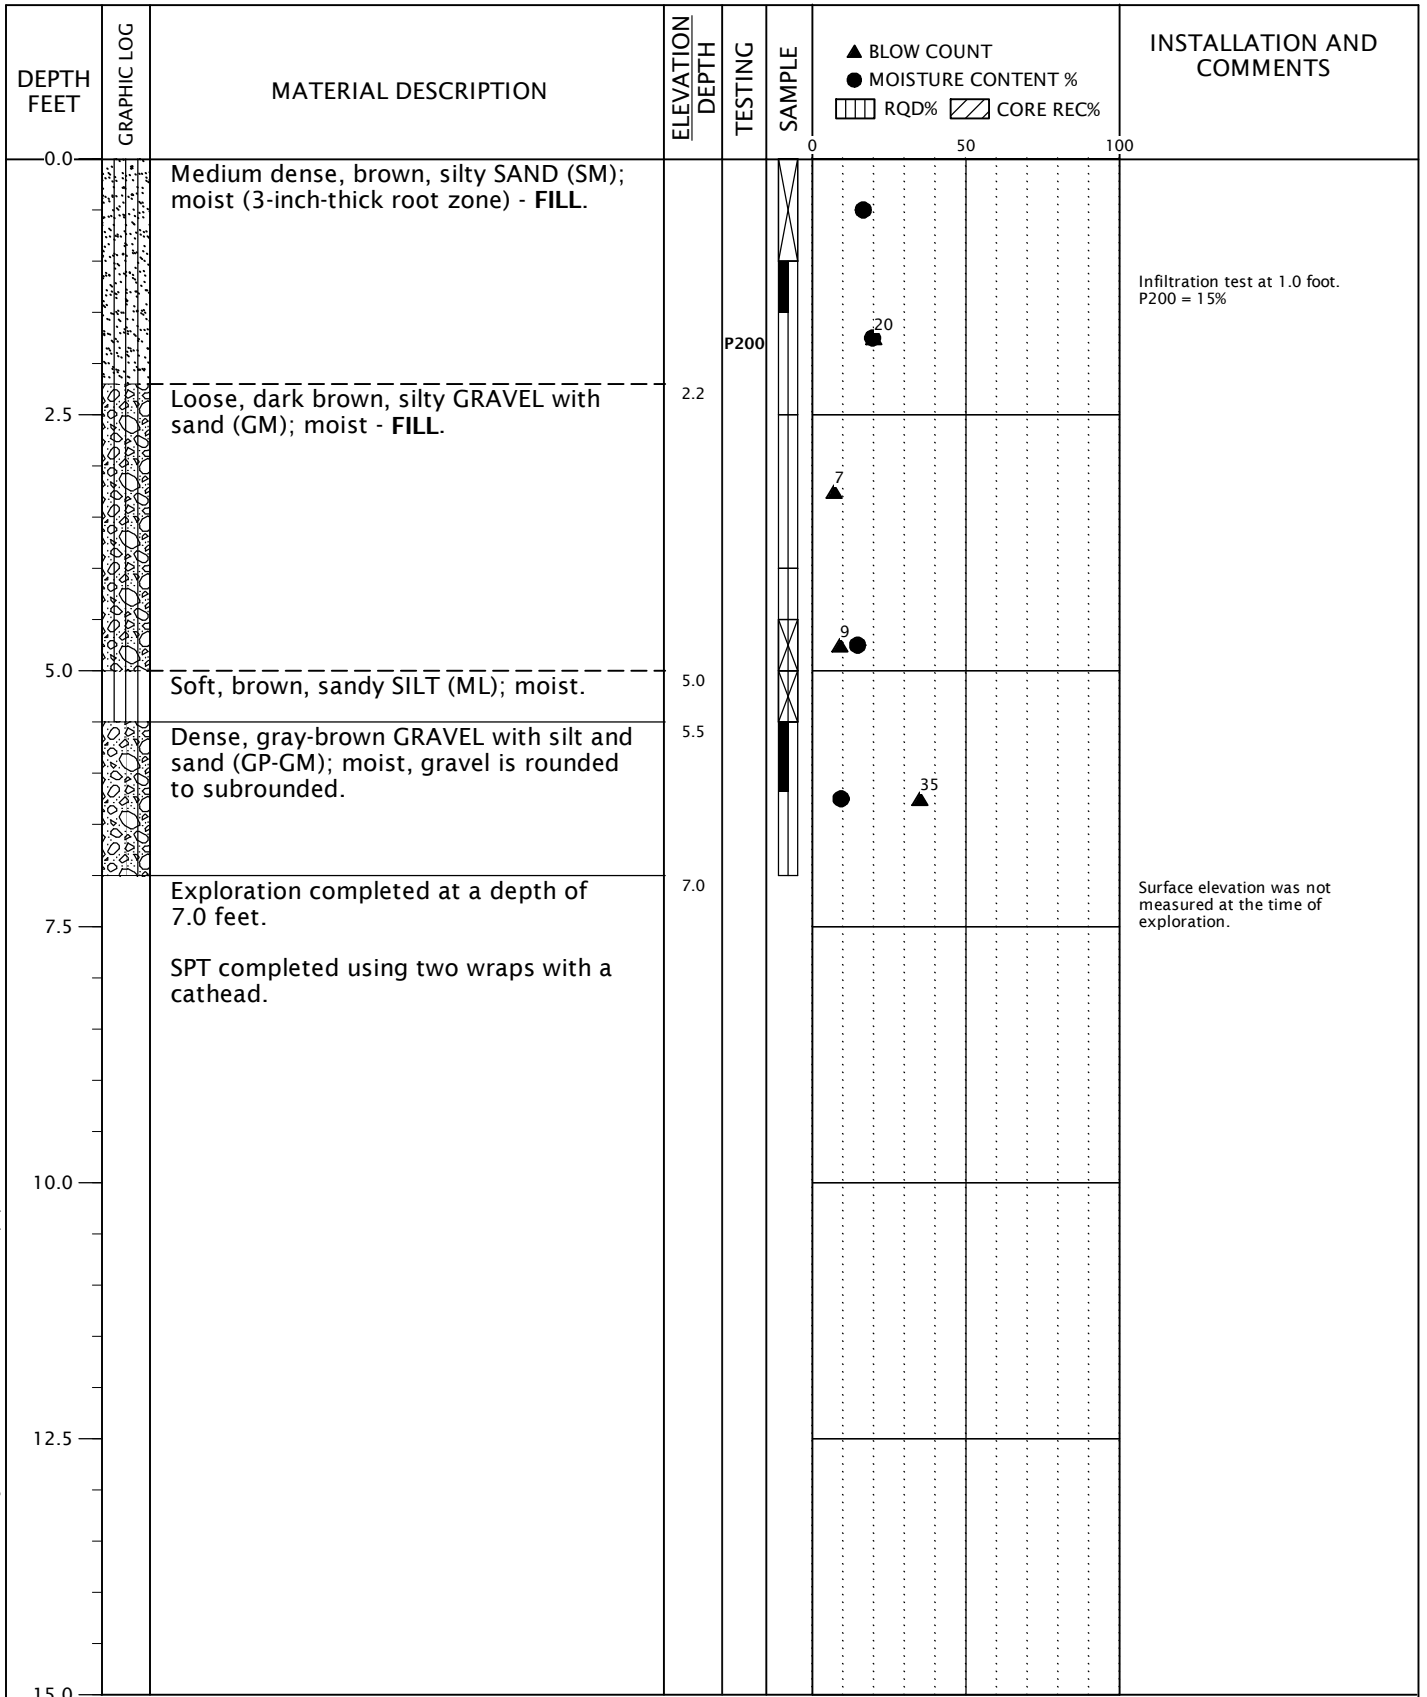 DEPTH
FEET
GRAPHIC LOG
MATERIAL DESCRIPTION
ELEVATION
DEPTH
TESTING
SAMPLE
▲ BLOW COUNT
● MOISTURE CONTENT %
RQD% CORE REC%
0 50 100
INSTALLATION AND
COMMENTS
0.0
Medium dense, brown, silty SAND (SM);
moist (3-inch-thick root zone) - FILL.
Infiltration test at 1.0 foot.
P200 = 15%
20
P200
2.2
Loose, dark brown, silty GRAVEL with
sand (GM); moist - FILL.
2.5
7
9
5.0
Soft, brown, sandy SILT (ML); moist.
5.0
5.5
Dense, gray-brown GRAVEL with silt and
sand (GP-GM); moist, gravel is rounded
to subrounded.
35
7.0
Exploration completed at a depth of
7.0 feet.
Surface elevation was not
measured at the time of
exploration.
7.5
SPT completed using two wraps with a
cathead.
10.0
12.5
15.0